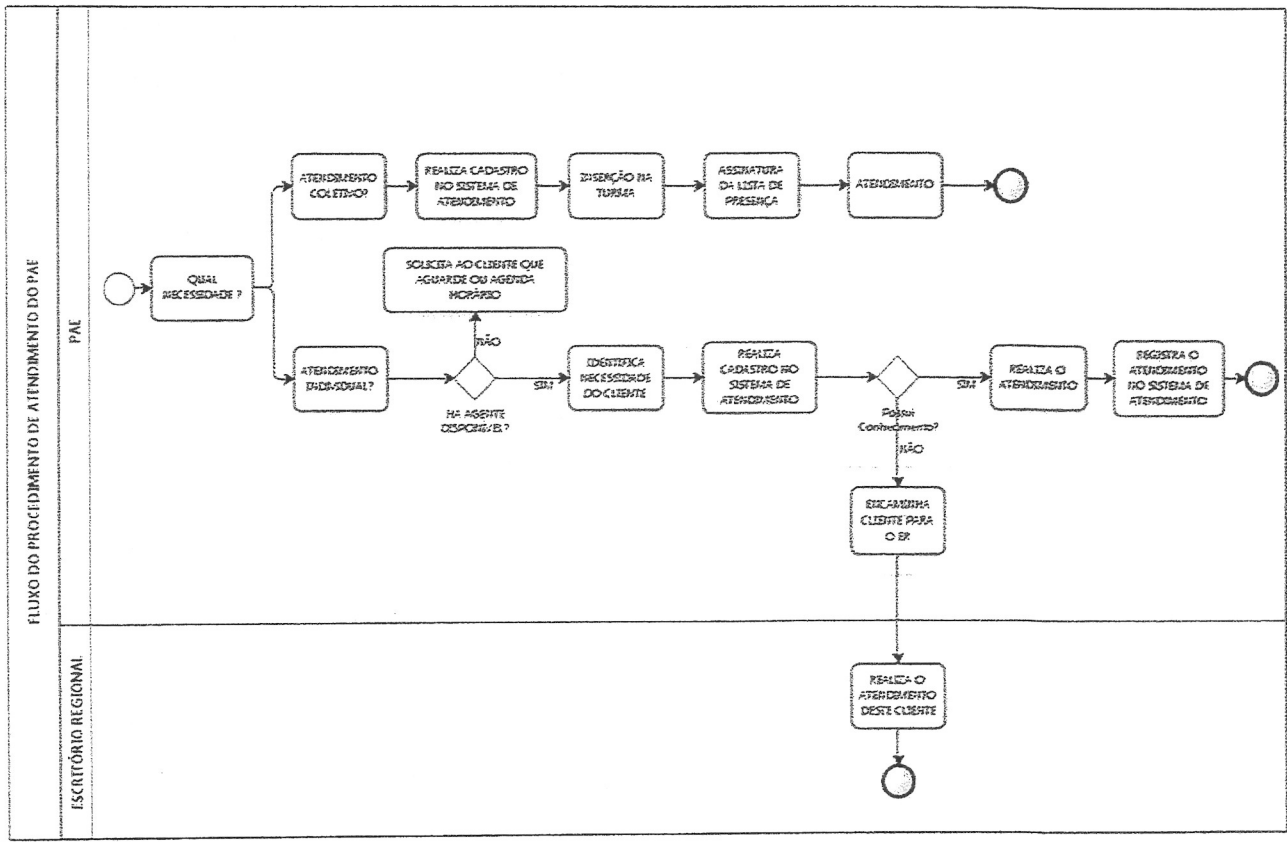 FLUXO DO PROCEDIMENTO DE ATENDIMENTO DO PAE
PAE
ESCRITÓRIO REGIONAL
QUAL
NECESSIDADE ?
ATENDIMENTO
COLETIVO?
REALIZA CADASTRO
NO SISTEMA DE
ATENDIMENTO
INSERÇÃO NA
TURMA
ASSINATURA
DA LISTA DE
PRESENÇA
ATENDIMENTO
SOLICITA AO CLIENTE QUE
AGUARDE OU AGENDA
HORÁRIO
NÃO
ATENDIMENTO
INDIVIDUAL?
HA AGENTE
DISPONIVEL?
SIM
IDENTIFICA
NECESSIDADE
DO CLIENTE
REALIZA
CADASTRO NO
SISTEMA DE
ATENDIMENTO
Possui
Conhecimento?
NÃO
SIM
REALIZA O
ATENDIMENTO
REGISTRA O
ATENDIMENTO
NO SISTEMA DE
ATENDIMENTO
ENCAMINHA
CLIENTE PARA
O ER
REALIZA O
ATENDIMENTO
DESTE CLIENTE